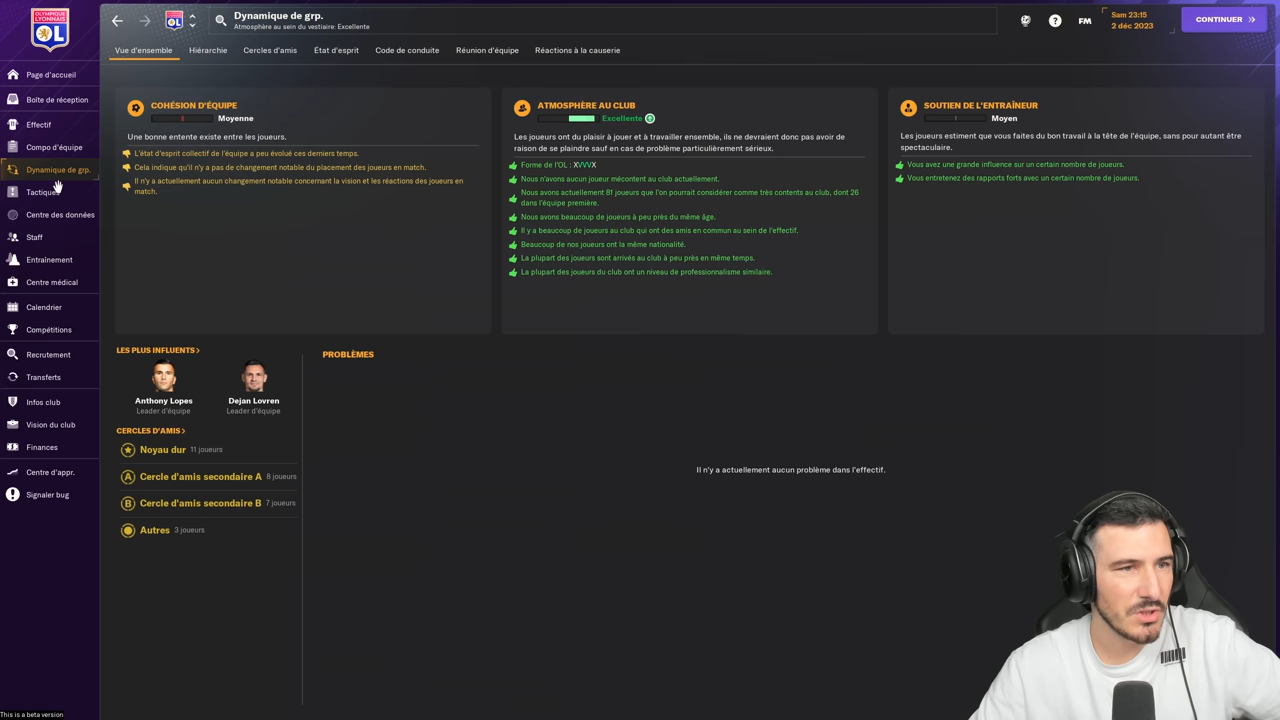 OLYMPIQUE
LYONNAIS
OL
Page d'accueil
Boîte de réception
Effectif
Compo d'équipe
Dynamique de grp.
Tactique
Centre des données
Staff
Entraînement
Centre médical
Calendrier
Compétitions
Recrutement
Transferts
Infos club
Vision du club
Finances
Centre d'appr.
Signaler bug
This is a beta version
Dynamique de grp.
Atmosphère au sein du vestiaire: Excellente
FM
Sam 23:15
2 déc 2023
CONTINUER
Vue d'ensemble
Hiérarchie
Cercles d'amis
État d'esprit
Code de conduite
Réunion d'équipe
Réactions à la causerie
COHÉSION D'ÉQUIPE
Moyenne
Une bonne entente existe entre les joueurs.
L'état d'esprit collectif de l'équipe a peu évolué ces derniers temps.
Cela indique qu'il n'y pas de changement notable du placement des joueurs en match.
Il n'y a actuellement aucun changement notable concernant la vision et les réactions des joueurs en
match.
ATMOSPHÈRE AU CLUB
Excellente
Les joueurs ont du plaisir à jouer et à travailler ensemble, ils ne devraient donc pas avoir de
raison de se plaindre sauf en cas de problème particulièrement sérieux.
Forme de l'OL : XVVVX
Nous n'avons aucun joueur mécontent au club actuellement.
Nous avons actuellement 81 joueurs que l'on pourrait considérer comme très contents au club, dont 26
dans l'équipe première.
Nous avons beaucoup de joueurs à peu près du même âge.
Il y a beaucoup de joueurs au club qui ont des amis en commun au sein de l'effectif.
Beaucoup de nos joueurs ont la même nationalité.
La plupart des joueurs sont arrivés au club à peu près en même temps.
La plupart des joueurs du club ont un niveau de professionnalisme similaire.
SOUTIEN DE L'ENTRAÎNEUR
Moyen
Les joueurs estiment que vous faites du bon travail à la tête de l'équipe, sans pour autant être
spectaculaire.
Vous avez une grande influence sur un certain nombre de joueurs.
Vous entretenez des rapports forts avec un certain nombre de joueurs.
LES PLUS INFLUENTS >
Anthony Lopes
Leader d'équipe
Dejan Lovren
Leader d'équipe
CERCLES D'AMIS >
Noyau dur 11 joueurs
A Cercle d'amis secondaire A 8 joueurs
B Cercle d'amis secondaire B 7 joueurs
Autres 3 joueurs
PROBLÈMES
Il n'y a actuellement aucun problème dans l'effectif.